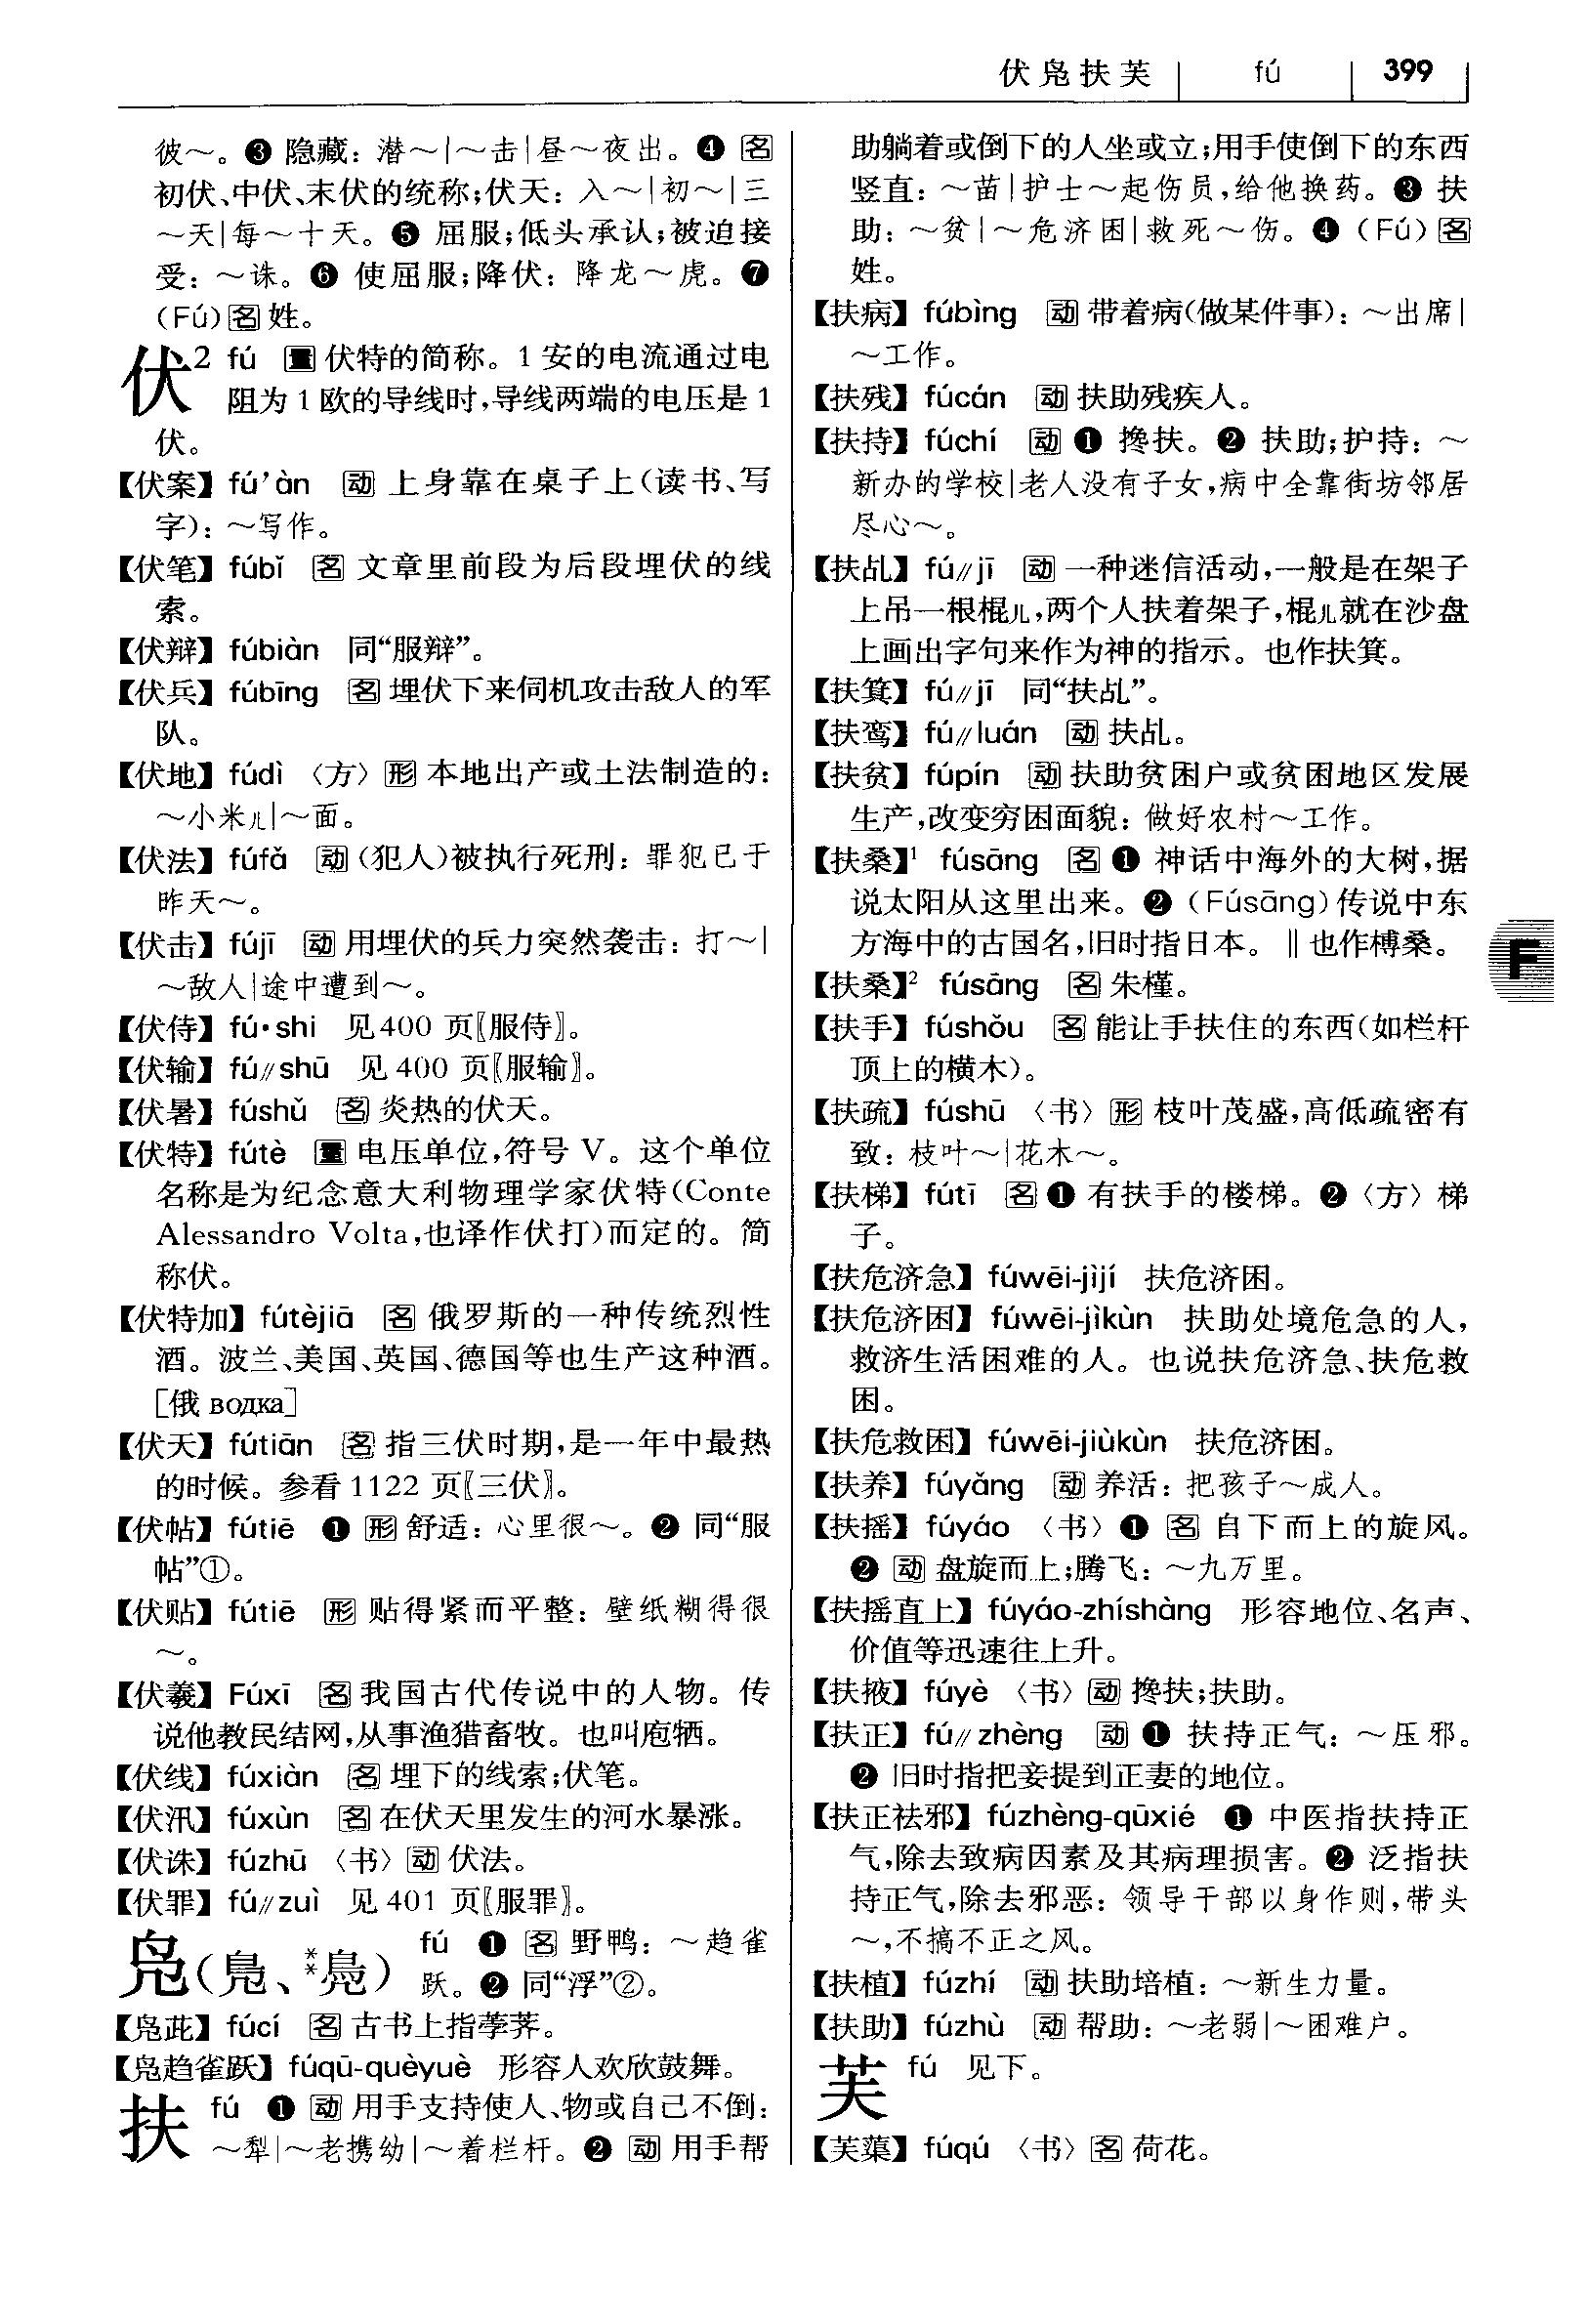 伏凫扶芙 fú 399
彼～。❸ 隐藏：潜～|～击|昼～夜出。❹ 名
初伏、中伏、末伏的统称；伏天：入～|初～|三
～天|每～十天。❺ 屈服；低头承认；被迫接
受：～诛。❻ 使屈服；降伏：降龙～虎。❼
（Fú）名姓。
伏² fú 量 伏特的简称。1安的电流通过电
阻为1欧的导线时，导线两端的电压是1
伏。
【伏案】fú’àn 动 上身靠在桌子上（读书、写
字）：～写作。
【伏笔】fúbǐ 名 文章里前段为后段埋伏的线
索。
【伏辩】fúbiàn 同“服辩”。
【伏兵】fúbīng 名 埋伏下来伺机攻击敌人的军
队。
【伏地】fúdì 〈方〉形 本地出产或土法制造的：
～小米儿|～面。
【伏法】fúfǎ 动（犯人）被执行死刑：罪犯已于
昨天～。
【伏击】fújī 动 用埋伏的兵力突然袭击：打～|
～敌人|途中遭到～。
【伏侍】fú•shi 见400 页〖服侍〗。
【伏输】fú//shū 见400 页〖服输〗。
【伏暑】fúshǔ 名 炎热的伏天。
【伏特】fútè 量 电压单位，符号 V。这个单位
名称是为纪念意大利物理学家伏特（Conte
Alessandro Volta，也译作伏打）而定的。简
称伏。
【伏特加】fútèjiā 名 俄罗斯的一种传统烈性
酒。波兰、美国、英国、德国等也生产这种酒。
［俄 водка］
【伏天】fútiān 名 指三伏时期，是一年中最热
的时候。参看1122 页〖三伏〗。
【伏帖】fútiē ❶ 形 舒适：心里很～。❷ 同“服
帖”①。
【伏贴】fútiē 形 贴得紧而平整：壁纸糊得很
～。
【伏羲】Fúxī 名 我国古代传说中的人物。传
说他教民结网，从事渔猎畜牧。也叫庖牺。
【伏线】fúxiàn 名 埋下的线索；伏笔。
【伏汛】fúxùn 名 在伏天里发生的河水暴涨。
【伏诛】fúzhū 〈书〉动 伏法。
【伏罪】fú//zuì 见401 页〖服罪〗。
凫（鳬、**鳧） fú ❶ 名 野鸭：～趋雀
跃。❷ 同“浮”②。
【凫茈】fúcí 名 古书上指荸荠。
【凫趋雀跃】fúqū-quèyuè 形容人欢欣鼓舞。
扶 fú ❶ 动 用手支持使人、物或自己不倒：
～犁|～老携幼|～着栏杆。❷ 动 用手帮
助躺着或倒下的人坐或立；用手使倒下的东西
竖直：～苗|护士～起伤员，给他换药。❸ 扶
助：～贫|～危济困|救死～伤。❹（Fú）名
姓。
【扶病】fúbìng 动 带着病（做某件事）：～出席|
～工作。
【扶残】fúcán 动 扶助残疾人。
【扶持】fúchí 动 ❶ 搀扶。❷ 扶助；护持：～
新办的学校|老人没有子女，病中全靠街坊邻居
尽心～。
【扶乩】fú//jī 动 一种迷信活动，一般是在架子
上吊一根棍儿，两个人扶着架子，棍儿就在沙盘
上画出字句来作为神的指示。也作扶箕。
【扶箕】fú//jī 同“扶乩”。
【扶鸾】fú//luán 动 扶乩。
【扶贫】fúpín 动 扶助贫困户或贫困地区发展
生产，改变穷困面貌：做好农村～工作。
【扶桑】¹ fúsāng 名 ❶ 神话中海外的大树，据
说太阳从这里出来。❷（Fúsāng）传说中东
方海中的古国名，旧时指日本。‖也作榑桑。
【扶桑】² fúsāng 名 朱槿。
【扶手】fúshǒu 名 能让手扶住的东西（如栏杆
顶上的横木）。
【扶疏】fúshū 〈书〉形 枝叶茂盛，高低疏密有
致：枝叶～|花木～。
【扶梯】fútī 名 ❶ 有扶手的楼梯。❷〈方〉梯
子。
【扶危济急】fúwēi-jìjí 扶危济困。
【扶危济困】fúwēi-jìkùn 扶助处境危急的人，
救济生活困难的人。也说扶危济急、扶危救
困。
【扶危救困】fúwēi-jiùkùn 扶危济困。
【扶养】fúyǎng 动 养活：把孩子～成人。
【扶摇】fúyáo 〈书〉❶ 名 自下而上的旋风。
❷ 动 盘旋而上；腾飞：～九万里。
【扶摇直上】fúyáo-zhíshàng 形容地位、名声、
价值等迅速往上升。
【扶掖】fúyè 〈书〉动 搀扶；扶助。
【扶正】fú//zhèng 动 ❶ 扶持正气：～压邪。
❷ 旧时指把妾提到正妻的地位。
【扶正祛邪】fúzhèng-qūxié ❶ 中医指扶持正
气，除去致病因素及其病理损害。❷ 泛指扶
持正气，除去邪恶：领导干部以身作则，带头
～，不搞不正之风。
【扶植】fúzhí 动 扶助培植：～新生力量。
【扶助】fúzhù 动 帮助：～老弱|～困难户。
芙 fú 见下。
【芙蕖】fúqú 〈书〉名 荷花。
F